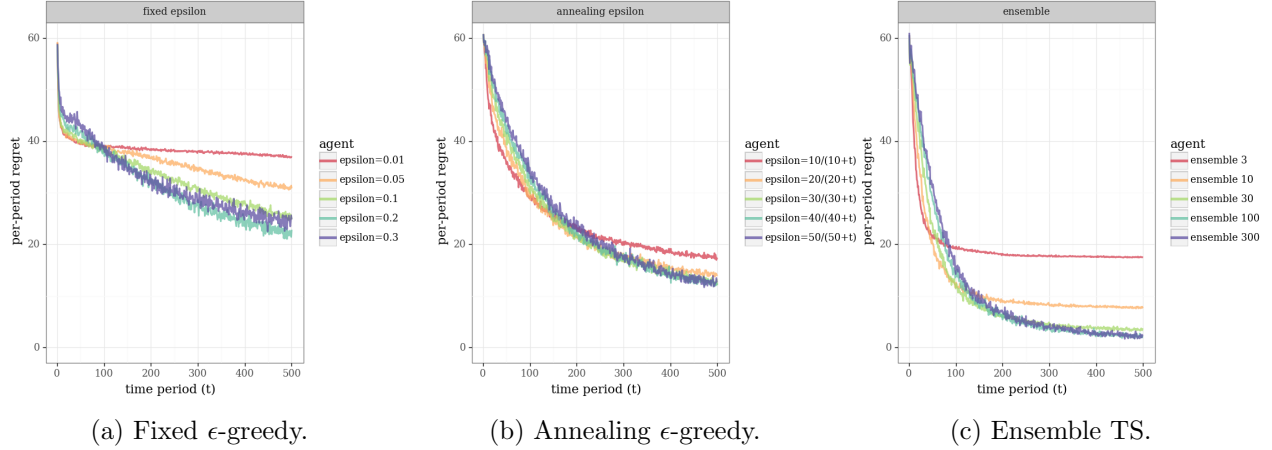 fixed epsilon
per-period regret
60
40
20
0
0 100 200 300 400 500
time period (t)
agent
epsilon=0.01
epsilon=0.05
epsilon=0.1
epsilon=0.2
epsilon=0.3
(a) Fixed ϵ-greedy.
annealing epsilon
per-period regret
60
40
20
0
0 100 200 300 400 500
time period (t)
agent
epsilon=10/(10+t)
epsilon=20/(20+t)
epsilon=30/(30+t)
epsilon=40/(40+t)
epsilon=50/(50+t)
(b) Annealing ϵ-greedy.
ensemble
per-period regret
60
40
20
0
0 100 200 300 400 500
time period (t)
agent
ensemble 3
ensemble 10
ensemble 30
ensemble 100
ensemble 300
(c) Ensemble TS.